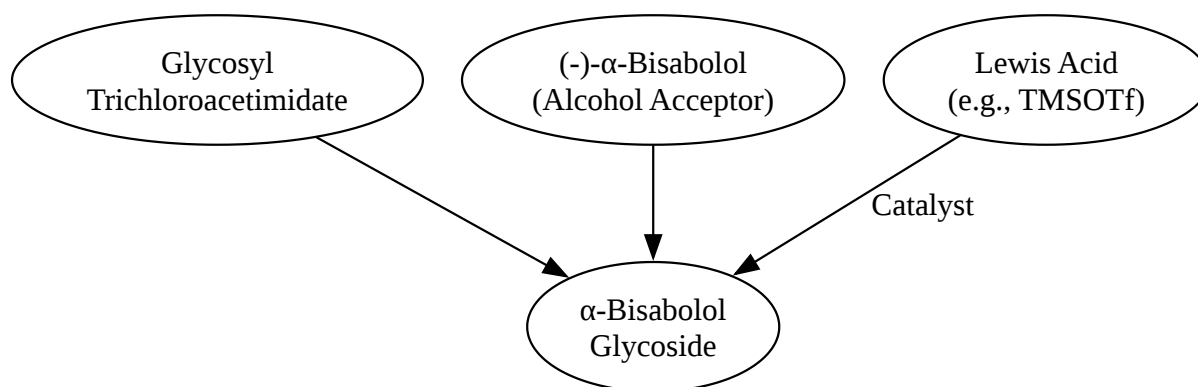 Glycosyl
Trichloroacetimidate
(-)-α-Bisabolol
(Alcohol Acceptor)
Lewis Acid
(e.g., TMSOTf)
Catalyst
α-Bisabolol
Glycoside